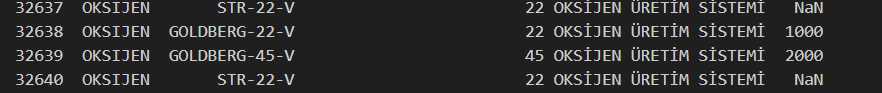 32637 OKSIJEN STR-22-V 22 OKSİJEN ÜRETİM SİSTEMİ NaN
32638 OKSIJEN GOLDBERG-22-V 22 OKSİJEN ÜRETİM SİSTEMİ 1000
32639 OKSIJEN GOLDBERG-45-V 45 OKSİJEN ÜRETİM SİSTEMİ 2000
32640 OKSIJEN STR-22-V 22 OKSİJEN ÜRETİM SİSTEMİ NaN